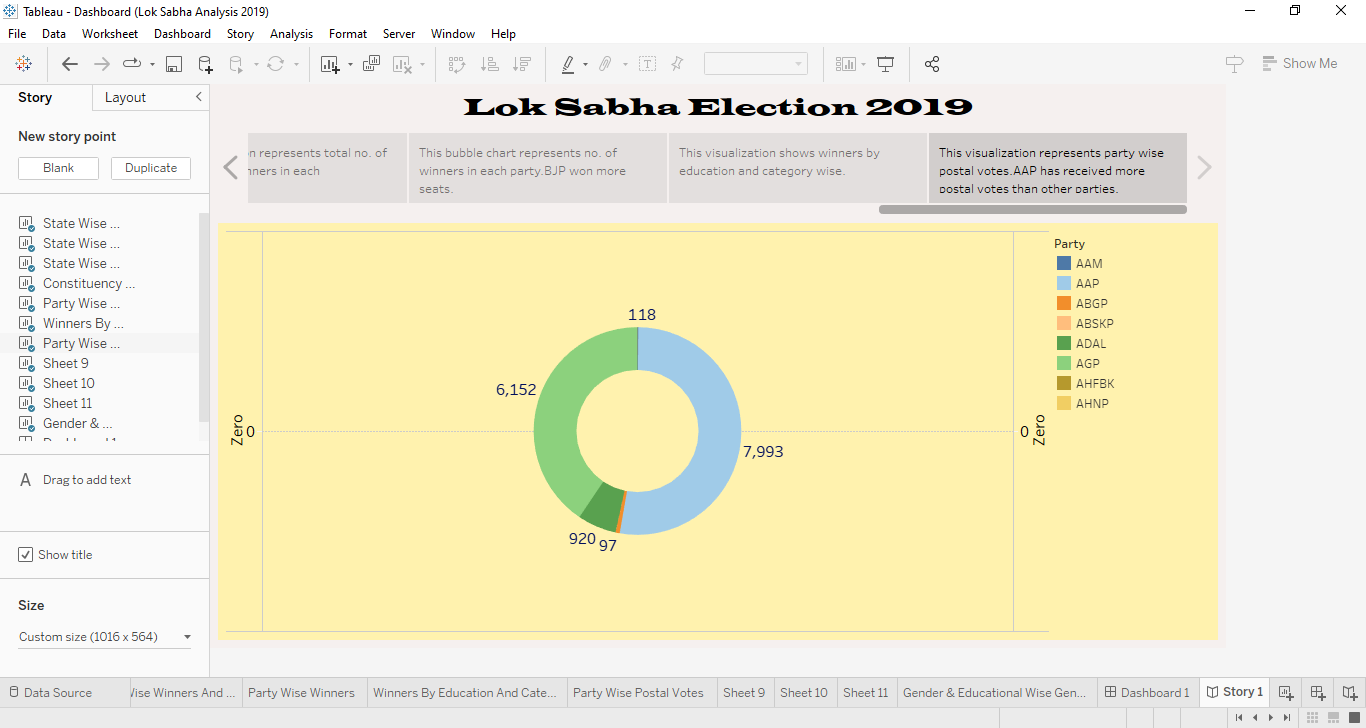 Tableau - Dashboard (Lok Sabha Analysis 2019)
File Data Worksheet Dashboard Story Analysis Format Server Window Help
Show Me
Story Layout
New story point
Blank Duplicate
State Wise ...
State Wise ...
State Wise ...
Constituency ...
Party Wise ...
Winners By ...
Party Wise ...
Sheet 9
Sheet 10
Sheet 11
Gender & ...
A Drag to add text
Show title
Size
Custom size (1016 x 564)
Lok Sabha Election 2019
n represents total no. of
nners in each
This bubble chart represents no. of
winners in each party.BJP won more
seats.
This visualization shows winners by
education and category wise.
This visualization represents party wise
postal votes.AAP has received more
postal votes than other parties.
118
6,152
7,993
920
97
Zero
0
0
Zero
Party
AAM
AAP
ABGP
ABSKP
ADAL
AGP
AHFBK
AHNP
Data Source Wise Winners And ... Party Wise Winners Winners By Education And Cate... Party Wise Postal Votes Sheet 9 Sheet 10 Sheet 11 Gender & Educational Wise Gen... Dashboard 1 Story 1